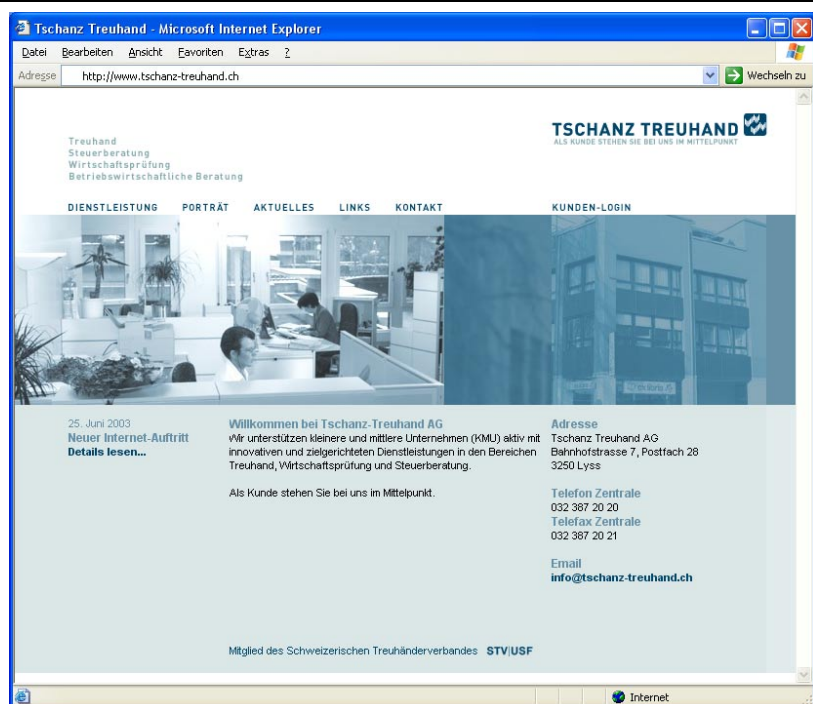 Tschanz Treuhand - Microsoft Internet Explorer
Datei Bearbeiten Ansicht Favoriten Extras ?
Adresse http://www.tschanz-treuhand.ch Wechseln zu
TSCHANZ TREUHAND
ALS KUNDE STEHEN SIE BEI UNS IM MITTELPUNKT
Treuhand
Steuerberatung
Wirtschaftsprüfung
Betriebswirtschaftliche Beratung
DIENSTLEISTUNG PORTRÄT AKTUELLES LINKS KONTAKT KUNDEN-LOGIN
25. Juni 2003
Neuer Internet-Auftritt
Details lesen...
Willkommen bei Tschanz-Treuhand AG
Wir unterstützen kleinere und mittlere Unternehmen (KMU) aktiv mit
innovativen und zielgerichteten Dienstleistungen in den Bereichen
Treuhand, Wirtschaftsprüfung und Steuerberatung.
Als Kunde stehen Sie bei uns im Mittelpunkt.
Adresse
Tschanz Treuhand AG
Bahnhofstrasse 7, Postfach 28
3250 Lyss
Telefon Zentrale
032 387 20 20
Telefax Zentrale
032 387 20 21
Email
info@tschanz-treuhand.ch
Mitglied des Schweizerischen Treuhänderverbandes STV|USF
Internet